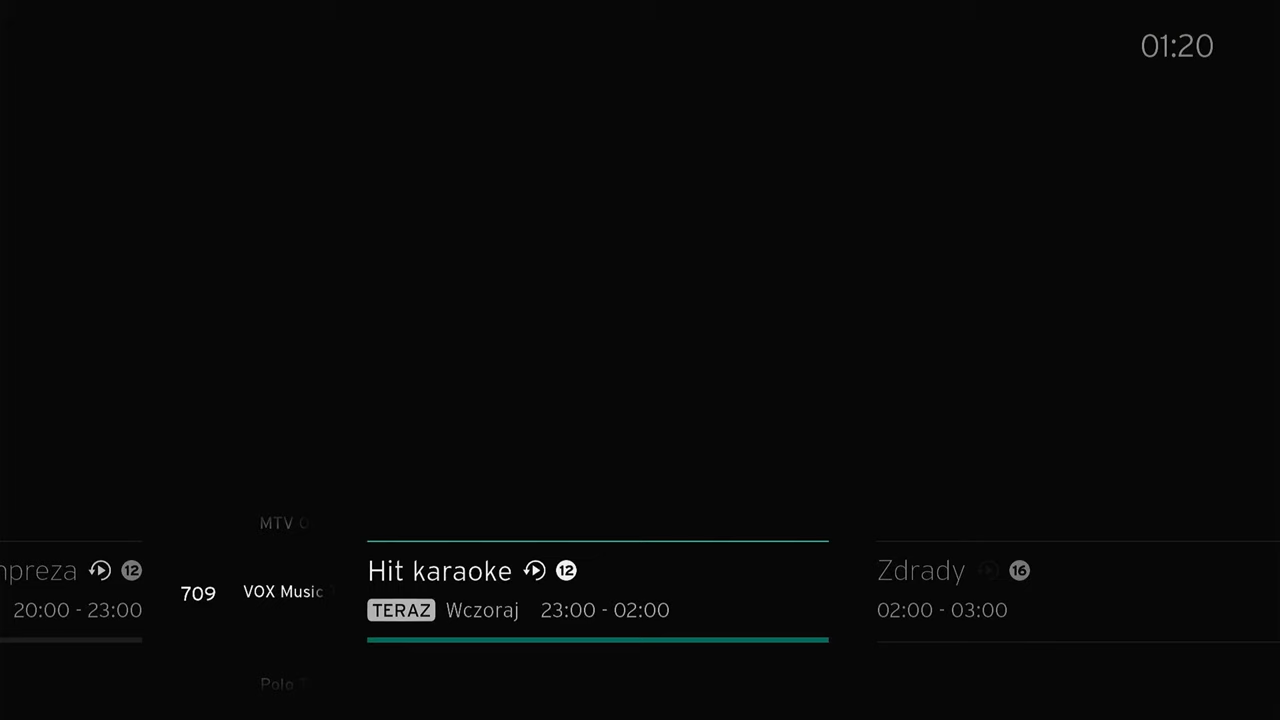 01:20
MTV
mpreza 12
20:00 - 23:00
709 VOX Music
Hit karaoke 12
TERAZ Wczoraj 23:00 - 02:00
Zdrady 16
02:00 - 03:00
Polo